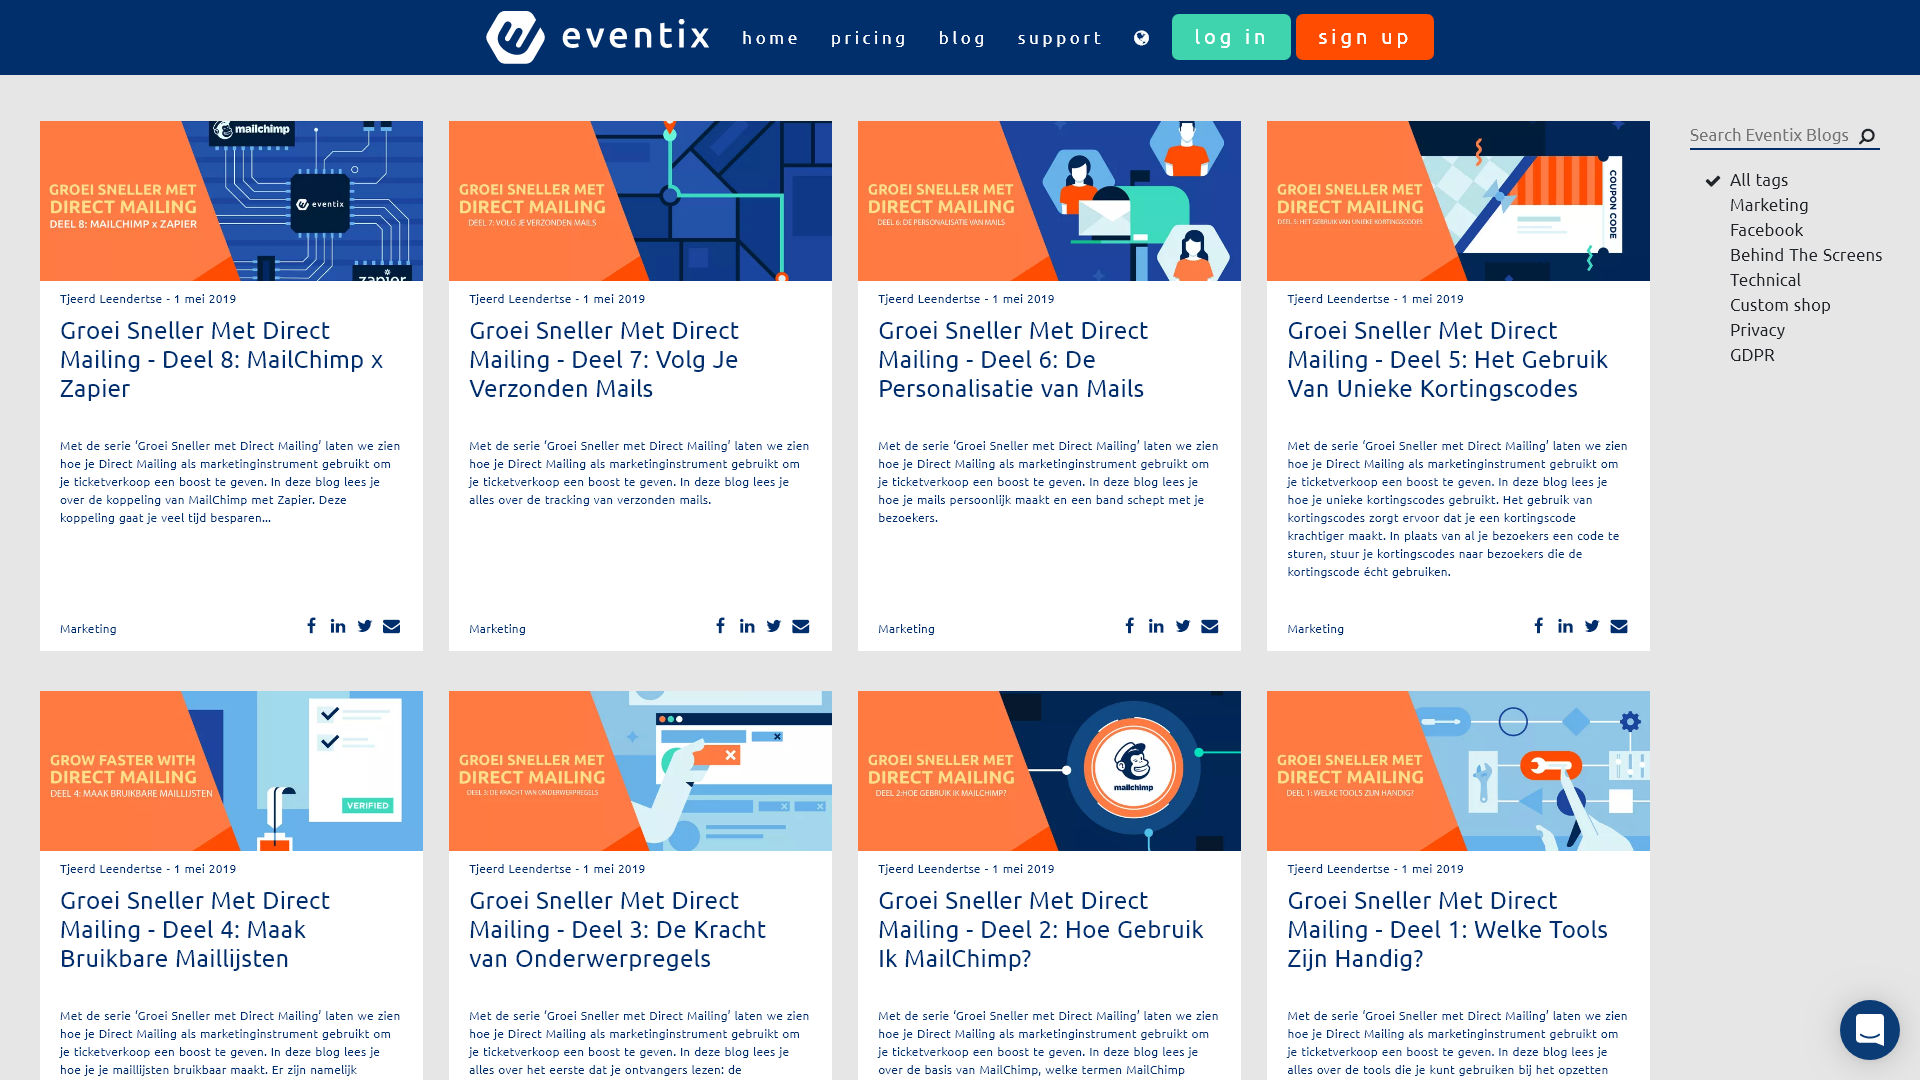 eventix
home
pricing
blog
support
log in
sign up
mailchimp
eventix
zapier
GROEI SNELLER MET
DIRECT MAILING
DEEL 8: MAILCHIMP x ZAPIER
Tjeerd Leendertse - 1 mei 2019
Groei Sneller Met Direct
Mailing - Deel 8: MailChimp x
Zapier
Met de serie ‘Groei Sneller met Direct Mailing’ laten we zien
hoe je Direct Mailing als marketinginstrument gebruikt om
je ticketverkoop een boost te geven. In deze blog lees je
over de koppeling van MailChimp met Zapier. Deze
koppeling gaat je veel tijd besparen...
Marketing
GROEI SNELLER MET
DIRECT MAILING
DEEL 7: VOLG JE VERZONDEN MAILS
Tjeerd Leendertse - 1 mei 2019
Groei Sneller Met Direct
Mailing - Deel 7: Volg Je
Verzonden Mails
Met de serie ‘Groei Sneller met Direct Mailing’ laten we zien
hoe je Direct Mailing als marketinginstrument gebruikt om
je ticketverkoop een boost te geven. In deze blog lees je
alles over de tracking van verzonden mails.
Marketing
GROEI SNELLER MET
DIRECT MAILING
DEEL 6: DE PERSONALISATIE VAN MAILS
Tjeerd Leendertse - 1 mei 2019
Groei Sneller Met Direct
Mailing - Deel 6: De
Personalisatie van Mails
Met de serie ‘Groei Sneller met Direct Mailing’ laten we zien
hoe je Direct Mailing als marketinginstrument gebruikt om
je ticketverkoop een boost te geven. In deze blog lees je
hoe je mails persoonlijk maakt en een band schept met je
bezoekers.
Marketing
GROEI SNELLER MET
DIRECT MAILING
DEEL 5: HET GEBRUIK VAN UNIEKE KORTINGSCODES
COUPON CODE
Tjeerd Leendertse - 1 mei 2019
Groei Sneller Met Direct
Mailing - Deel 5: Het Gebruik
Van Unieke Kortingscodes
Met de serie ‘Groei Sneller met Direct Mailing’ laten we zien
hoe je Direct Mailing als marketinginstrument gebruikt om
je ticketverkoop een boost te geven. In deze blog lees je
hoe je unieke kortingscodes gebruikt. Het gebruik van
kortingscodes zorgt ervoor dat je een kortingscode
krachtiger maakt. In plaats van al je bezoekers een code te
sturen, stuur je kortingscodes naar bezoekers die de
kortingscode écht gebruiken.
Marketing
Search Eventix Blogs
All tags
Marketing
Facebook
Behind The Screens
Technical
Custom shop
Privacy
GDPR
GROW FASTER WITH
DIRECT MAILING
DEEL 4: MAAK BRUIKBARE MAILLIJSTEN
VERIFIED
Tjeerd Leendertse - 1 mei 2019
Groei Sneller Met Direct
Mailing - Deel 4: Maak
Bruikbare Maillijsten
Met de serie ‘Groei Sneller met Direct Mailing’ laten we zien
hoe je Direct Mailing als marketinginstrument gebruikt om
je ticketverkoop een boost te geven. In deze blog lees je
hoe je je maillijsten bruikbaar maakt. Er zijn namelijk
GROEI SNELLER MET
DIRECT MAILING
DEEL 3: DE KRACHT VAN ONDERWERPREGELS
Tjeerd Leendertse - 1 mei 2019
Groei Sneller Met Direct
Mailing - Deel 3: De Kracht
van Onderwerpregels
Met de serie ‘Groei Sneller met Direct Mailing’ laten we zien
hoe je Direct Mailing als marketinginstrument gebruikt om
je ticketverkoop een boost te geven. In deze blog lees je
alles over het eerste dat je ontvangers lezen: de
GROEI SNELLER MET
DIRECT MAILING
DEEL 2:HOE GEBRUIK IK MAILCHIMP?
mailchimp
Tjeerd Leendertse - 1 mei 2019
Groei Sneller Met Direct
Mailing - Deel 2: Hoe Gebruik
Ik MailChimp?
Met de serie ‘Groei Sneller met Direct Mailing’ laten we zien
hoe je Direct Mailing als marketinginstrument gebruikt om
je ticketverkoop een boost te geven. In deze blog lees je
over de basis van MailChimp, welke termen MailChimp
GROEI SNELLER MET
DIRECT MAILING
DEEL 1: WELKE TOOLS ZIJN HANDIG?
Tjeerd Leendertse - 1 mei 2019
Groei Sneller Met Direct
Mailing - Deel 1: Welke Tools
Zijn Handig?
Met de serie ‘Groei Sneller met Direct Mailing’ laten we zien
hoe je Direct Mailing als marketinginstrument gebruikt om
je ticketverkoop een boost te geven. In deze blog lees je
alles over de tools die je kunt gebruiken bij het opzetten